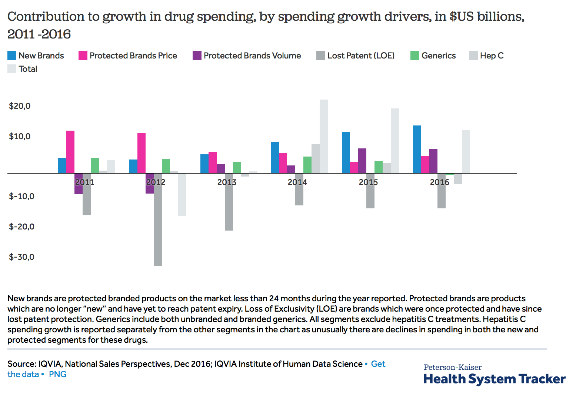 Contribution to growth in drug spending, by spending growth drivers, in $US billions,
2011 -2016
New Brands Protected Brands Price Protected Brands Volume Lost Patent (LOE) Generics Hep C
Total
$20,0
$10,0
2011 2012 2013 2014 2015 2016
$-10,0
$-20,0
$-30,0
New brands are protected branded products on the market less than 24 months during the year reported. Protected brands are products
which are no longer "new" and have yet to reach patent expiry. Loss of Exclusivity (LOE) are brands which were once protected and have since
lost patent protection. Generics include both unbranded and branded generics. All segments exclude hepatitis C treatments. Hepatitis C
spending growth is reported separately from the other segments in the chart as unusually there are declines in spending in both the new and
protected segments for these drugs.
Source: IQVIA, National Sales Perspectives, Dec 2016; IQVIA Institute of Human Data Science • Get
the data • PNG
Peterson-Kaiser
Health System Tracker